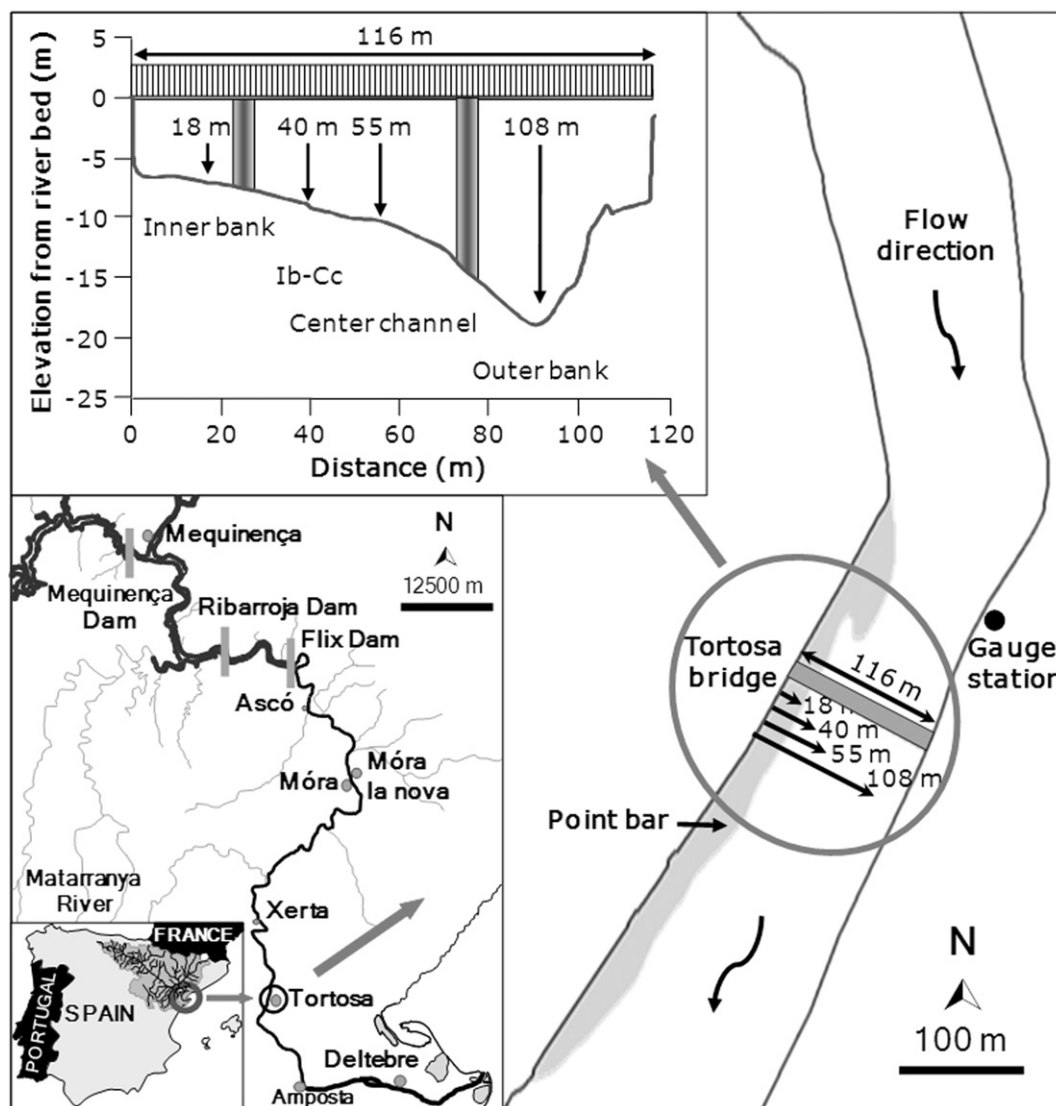 116 m
5
0
-5
-10
-15
-20
-25
Elevation from river bed (m)
18 m
40 m
55 m
108 m
Inner bank
Ib-Cc
Center channel
Outer bank
0
20
40
60
80
100
120
Distance (m)
Flow
direction
Tortosa
bridge
116 m
18 m
40 m
55 m
108 m
Gauge
station
Point bar
N
100 m
Mequinença
Mequinença
Dam
N
12500 m
Ribarroja Dam
Flix Dam
Ascó
Móra
Móra
la nova
Matarranya
River
Xerta
Tortosa
Deltebre
Amposta
FRANCE
PORTUGAL
SPAIN